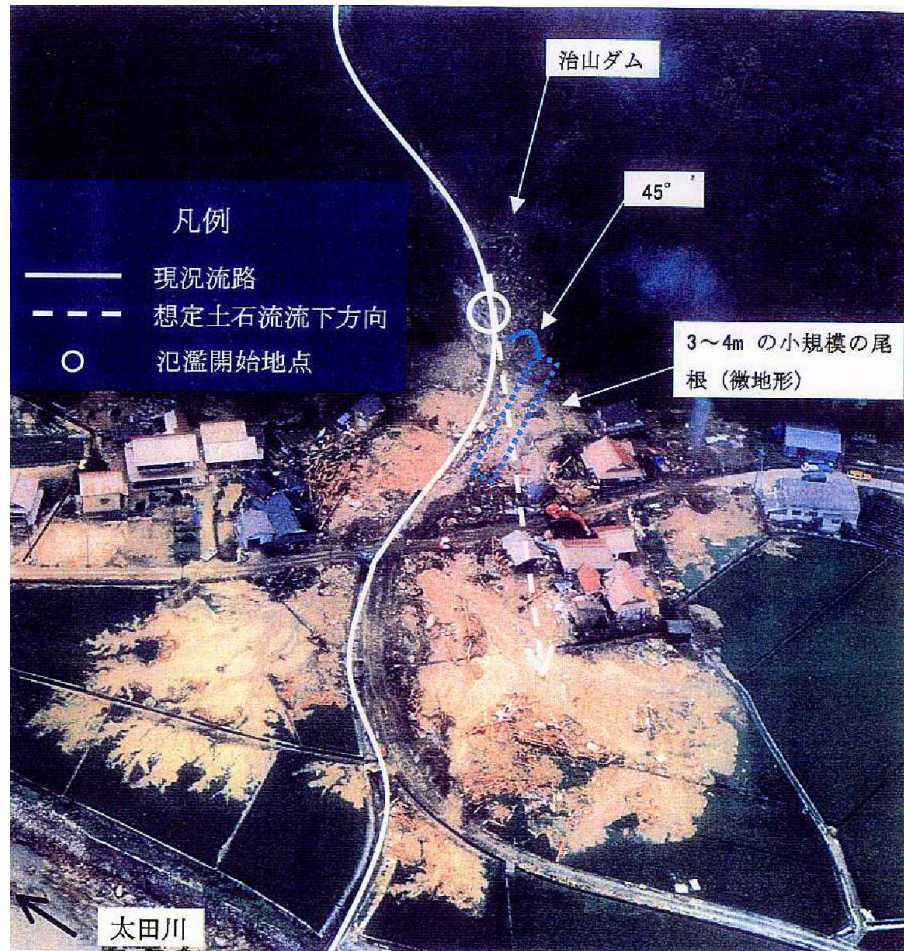 治山ダム
45°
凡例
現況流路
想定土石流流下方向
氾濫開始地点
3～4m の小規模の尾
根（微地形）
太田川